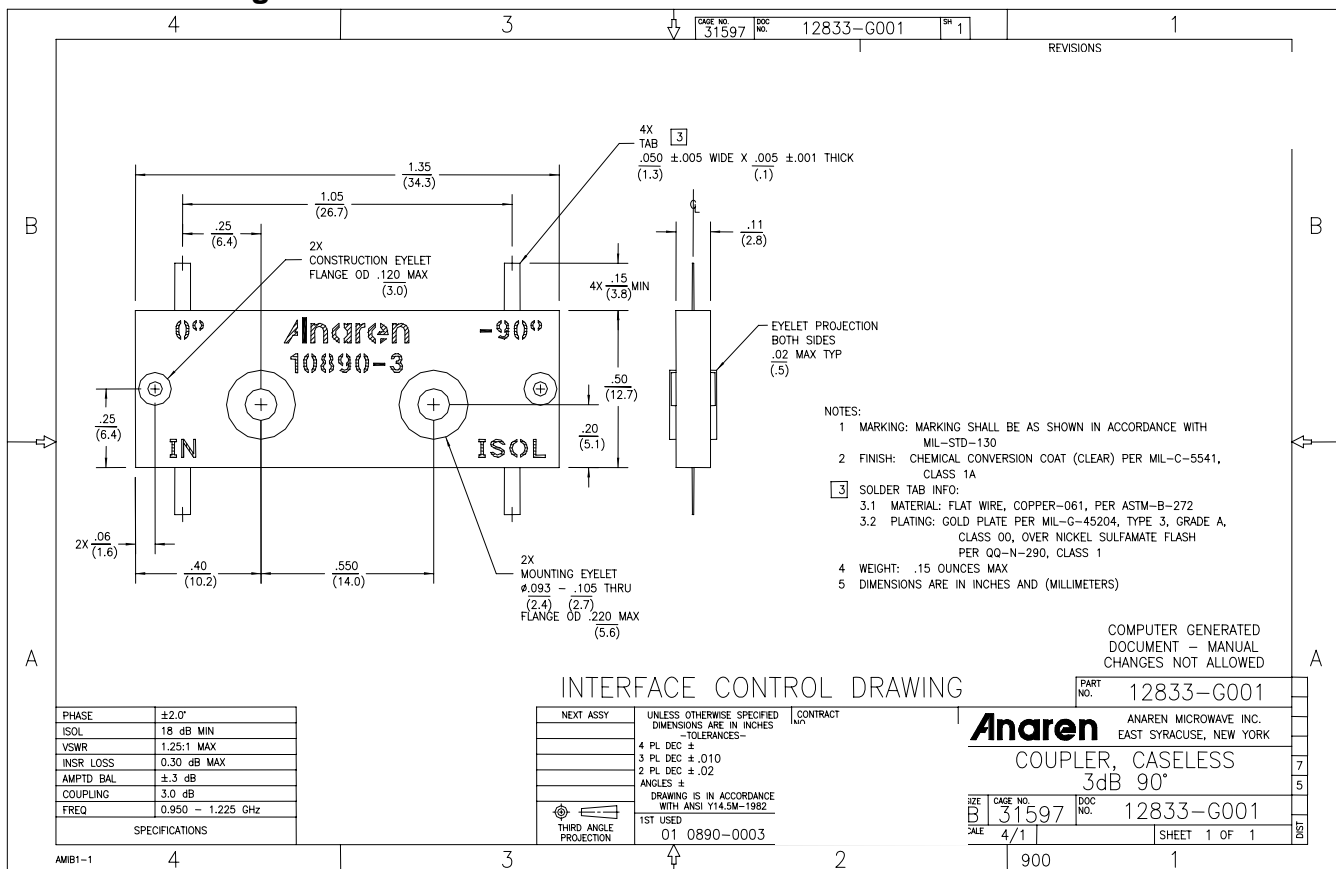 4
3
CAGE NO.
31597
DOC NO.
12833-G001
SH 1
1
REVISIONS
4X
TAB 3
.050 ±.005 WIDE X .005 ±.001 THICK
(1.3) (.1)
1.35
(34.3)
1.05
(26.7)
.25
(6.4)
2X
CONSTRUCTION EYELET
FLANGE OD .120 MAX
(3.0)
4X .15 MIN
(3.8)
℄
.11
(2.8)
B
B
0°
Anaren
-90°
10890-3
IN
ISOL
EYELET PROJECTION
BOTH SIDES
.02 MAX TYP
(.5)
.50
(12.7)
.20
(5.1)
.25
(6.4)
2X .06
(1.6)
.40
(10.2)
.550
(14.0)
2X
MOUNTING EYELET
ø.093 - .105 THRU
(2.4) (2.7)
FLANGE OD .220 MAX
(5.6)
NOTES:
1 MARKING: MARKING SHALL BE AS SHOWN IN ACCORDANCE WITH
MIL-STD-130
2 FINISH: CHEMICAL CONVERSION COAT (CLEAR) PER MIL-C-5541,
CLASS 1A
3 SOLDER TAB INFO:
3.1 MATERIAL: FLAT WIRE, COPPER-061, PER ASTM-B-272
3.2 PLATING: GOLD PLATE PER MIL-G-45204, TYPE 3, GRADE A,
CLASS 00, OVER NICKEL SULFAMATE FLASH
PER QQ-N-290, CLASS 1
4 WEIGHT: .15 OUNCES MAX
5 DIMENSIONS ARE IN INCHES AND (MILLIMETERS)
COMPUTER GENERATED
DOCUMENT - MANUAL
CHANGES NOT ALLOWED
A
A
INTERFACE CONTROL DRAWING
PART NO.
12833-G001
PHASE ±2.0°
ISOL 18 dB MIN
VSWR 1.25:1 MAX
INSR LOSS 0.30 dB MAX
AMPTD BAL ±.3 dB
COUPLING 3.0 dB
FREQ 0.950 - 1.225 GHz
SPECIFICATIONS
NEXT ASSY
THIRD ANGLE
PROJECTION
UNLESS OTHERWISE SPECIFIED
DIMENSIONS ARE IN INCHES
-TOLERANCES-
4 PL DEC ±
3 PL DEC ±.010
2 PL DEC ±.02
ANGLES ±
DRAWING IS IN ACCORDANCE
WITH ANSI Y14.5M-1982
1ST USED
01 0890-0003
CONTRACT
Anaren
ANAREN MICROWAVE INC.
EAST SYRACUSE, NEW YORK
COUPLER, CASELESS
3dB 90°
7
5
B
CAGE NO.
31597
DOC NO.
12833-G001
4/1
SHEET 1 OF 1
DIST
AMIB1-1
4
3
2
900
1